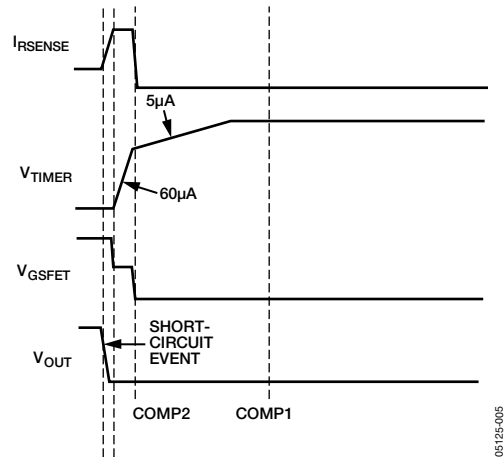 IRSENSE
5µA
VTIMER
60µA
VGSFET
SHORT-
CIRCUIT
EVENT
VOUT
COMP2
COMP1
05125-005